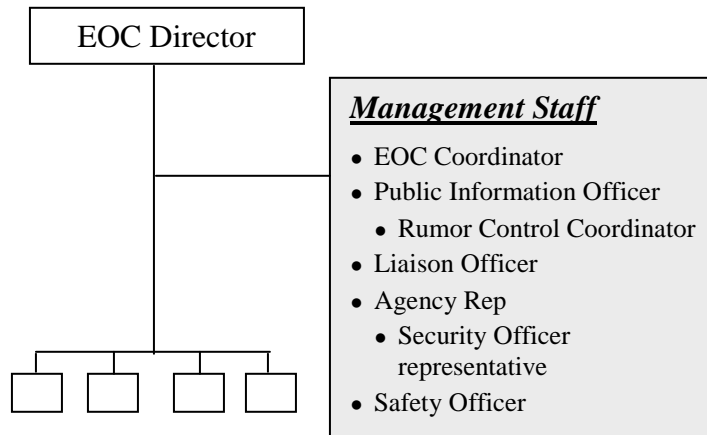 EOC Director
Management Staff
• EOC Coordinator
• Public Information Officer
• Rumor Control Coordinator
• Liaison Officer
• Agency Rep
• Security Officer
representative
• Safety Officer